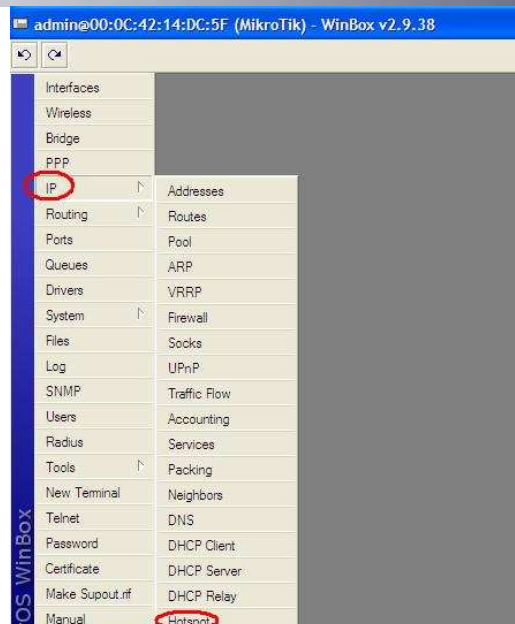 admin@00:0C:42:14:DC:5F (MikroTik) - WinBox v2.9.38
Interfaces
Wireless
Bridge
PPP
IP
Routing
Ports
Queues
Drivers
System
Files
Log
SNMP
Users
Radius
Tools
New Terminal
Telnet
Password
Certificate
Make Supout.rif
Manual
Addresses
Routes
Pool
ARP
VRRP
Firewall
Socks
UPnP
Traffic Flow
Accounting
Services
Packing
Neighbors
DNS
DHCP Client
DHCP Server
DHCP Relay
Hotspot
OS WinBox